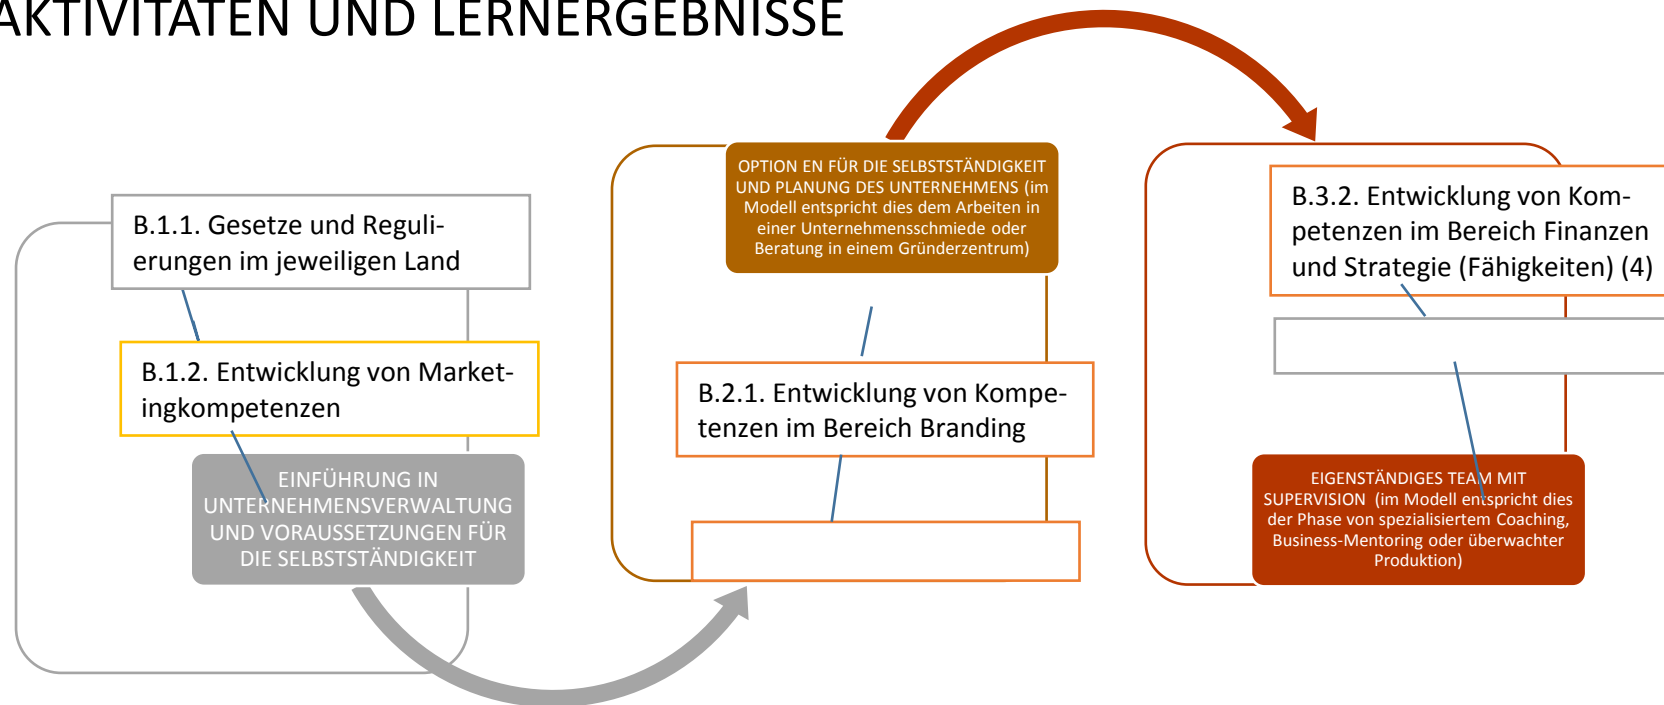 AKTIVITÄTEN UND LERNERGEBNISSE
B.1.1. Gesetze und Reguli-
erungen im jeweiligen Land
B.1.2. Entwicklung von Market-
ingkompetenzen
EINFÜHRUNG IN
UNTERNEHMENSVERWALTUNG
UND VORAUSSETZUNGEN FÜR
DIE SELBSTSTÄNDIGKEIT
OPTION EN FÜR DIE SELBSTSTÄNDIGKEIT
UND PLANUNG DES UNTERNEHMENS (im
Modell entspricht dies dem Arbeiten in
einer Unternehmensschmiede oder
Beratung in einem Gründerzentrum)
B.2.1. Entwicklung von Kompe-
tenzen im Bereich Branding
B.3.2. Entwicklung von Kom-
petenzen im Bereich Finanzen
und Strategie (Fähigkeiten) (4)
EIGENSTÄNDIGES TEAM MIT
SUPERVISION (im Modell entspricht dies
der Phase von spezialisiertem Coaching,
Business-Mentoring oder überwachter
Produktion)